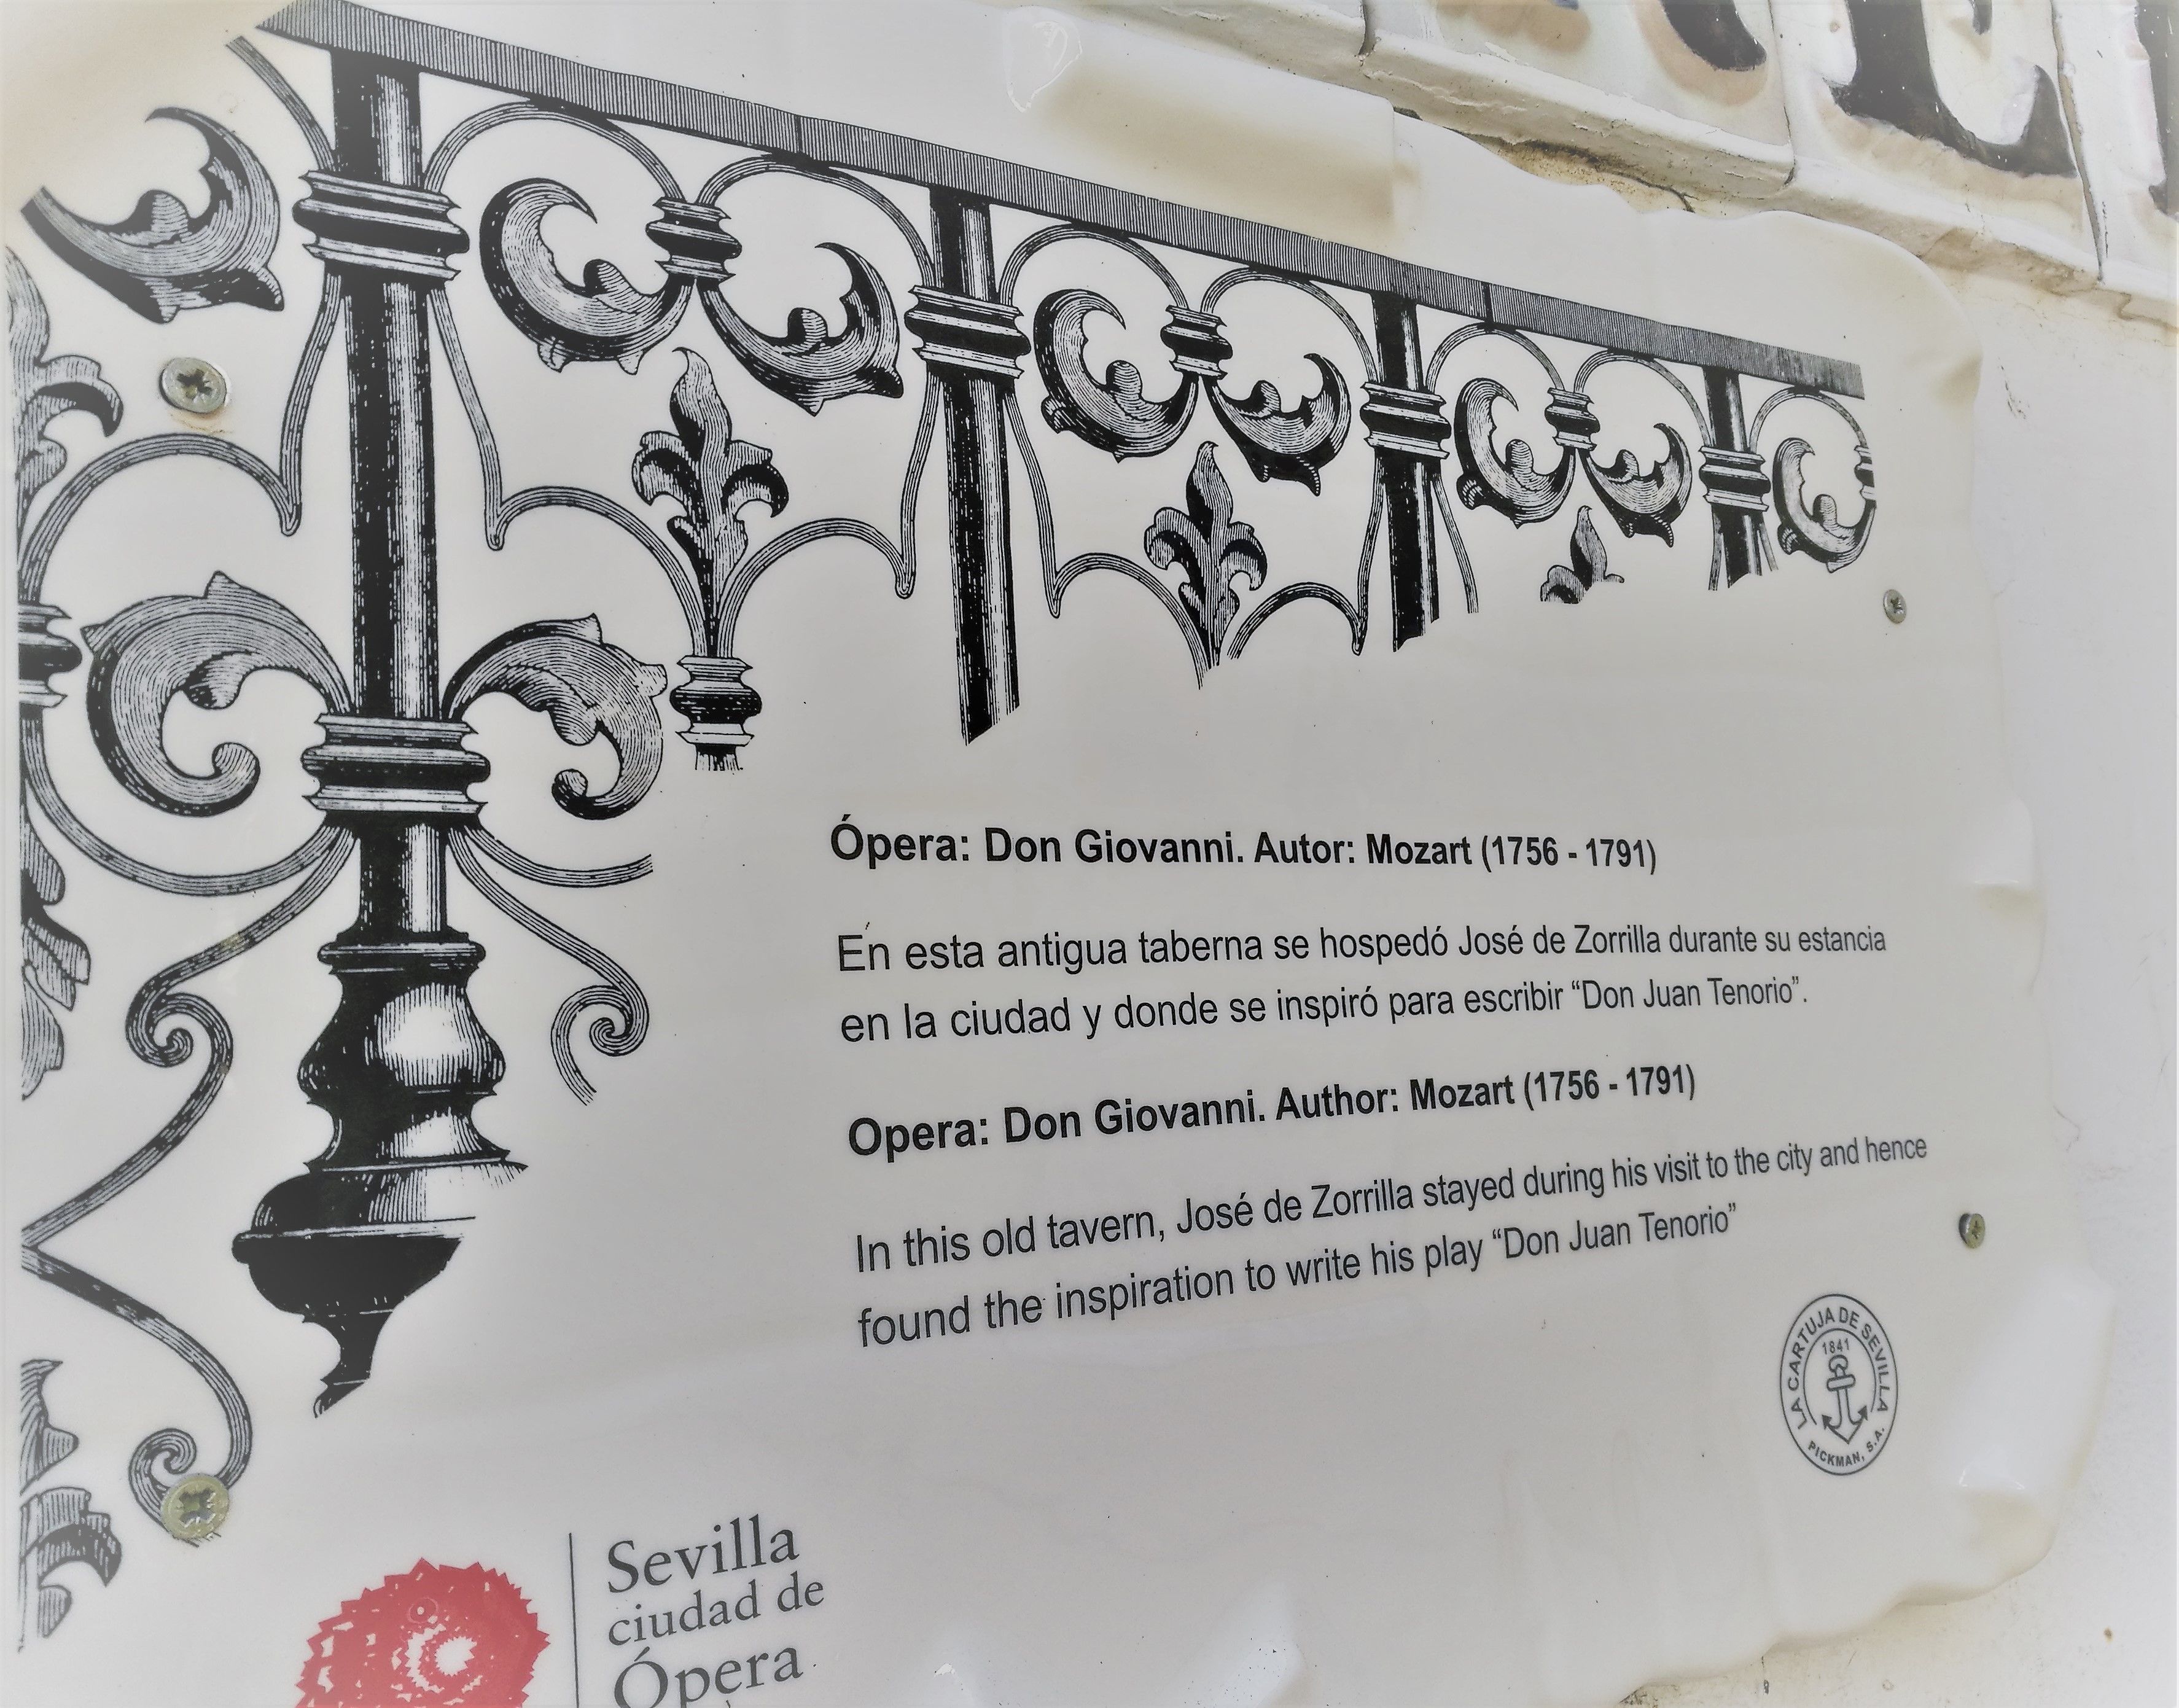 Ópera: Don Giovanni. Autor: Mozart (1756 - 1791)
En esta antigua taberna se hospedó José de Zorrilla durante su estancia
en la ciudad y donde se inspiró para escribir “Don Juan Tenorio”.
Opera: Don Giovanni. Author: Mozart (1756 - 1791)
In this old tavern, José de Zorrilla stayed during his visit to the city and hence
found the inspiration to write his play “Don Juan Tenorio”
LA CARTUJA DE SEVILLA
1841
PICKMAN, S.A.
Sevilla
ciudad de
Ópera